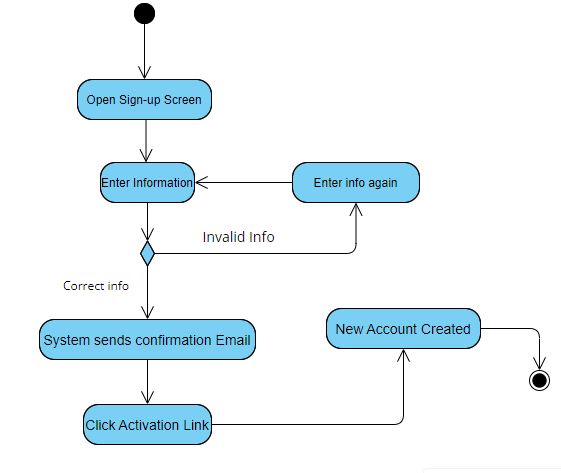 Open Sign-up Screen
Enter Information
Enter info again
Invalid Info
Correct info
System sends confirmation Email
New Account Created
Click Activation Link